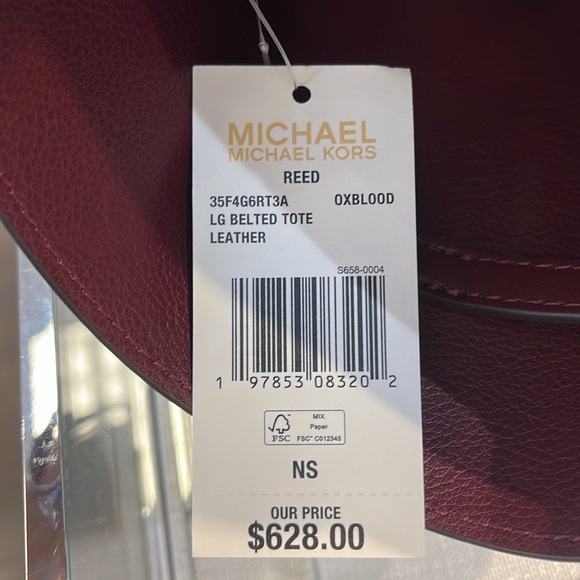 MICHAEL
MICHAEL KORS
REED
35F4G6RT3A OXBLOOD
LG BELTED TOTE
LEATHER
S658-0004
1 97853 08320 2
MIX
Paper
FSC® C012345
FSC
NS
OUR PRICE
$628.00